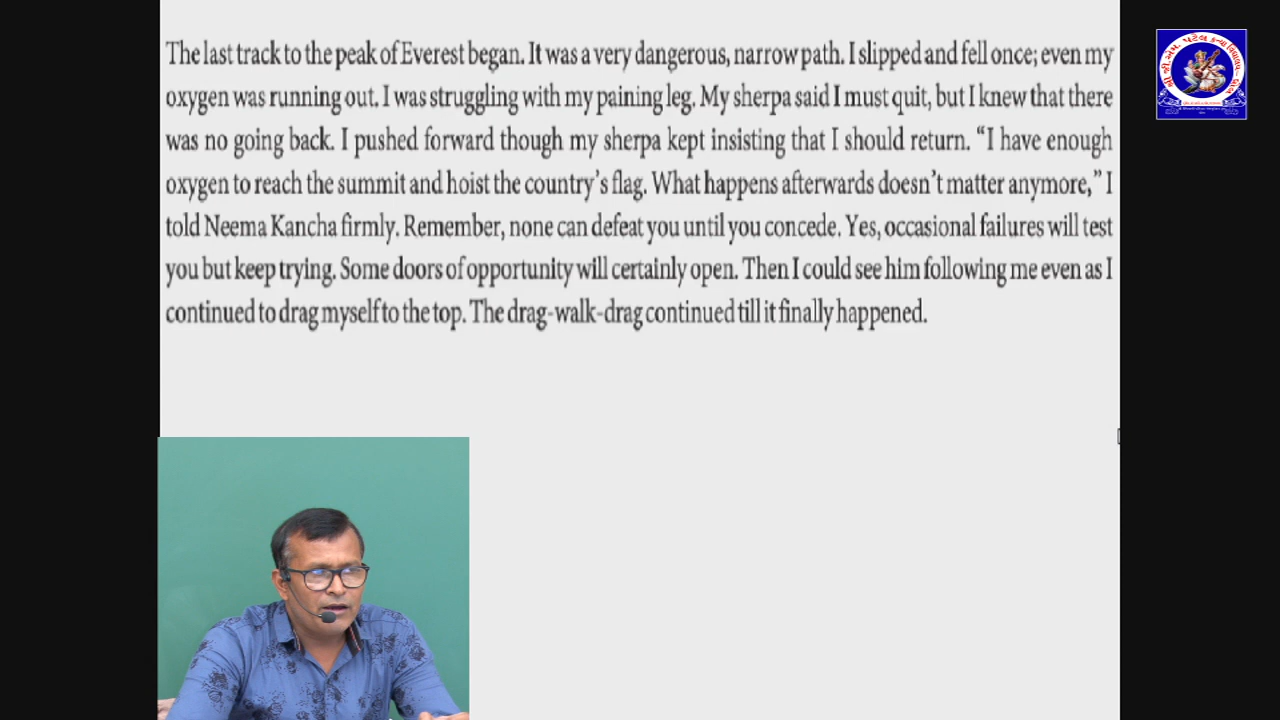 The last track to the peak of Everest began. It was a very dangerous, narrow path. I slipped and fell once; even my
oxygen was running out. I was struggling with my paining leg. My sherpa said I must quit, but I knew that there
was no going back. I pushed forward though my sherpa kept insisting that I should return. “I have enough
oxygen to reach the summit and hoist the country’s flag. What happens afterwards doesn’t matter anymore,” I
told Neema Kancha firmly. Remember, none can defeat you until you concede. Yes, occasional failures will test
you but keep trying. Some doors of opportunity will certainly open. Then I could see him following me even as I
continued to drag myself to the top. The drag-walk-drag continued till it finally happened.